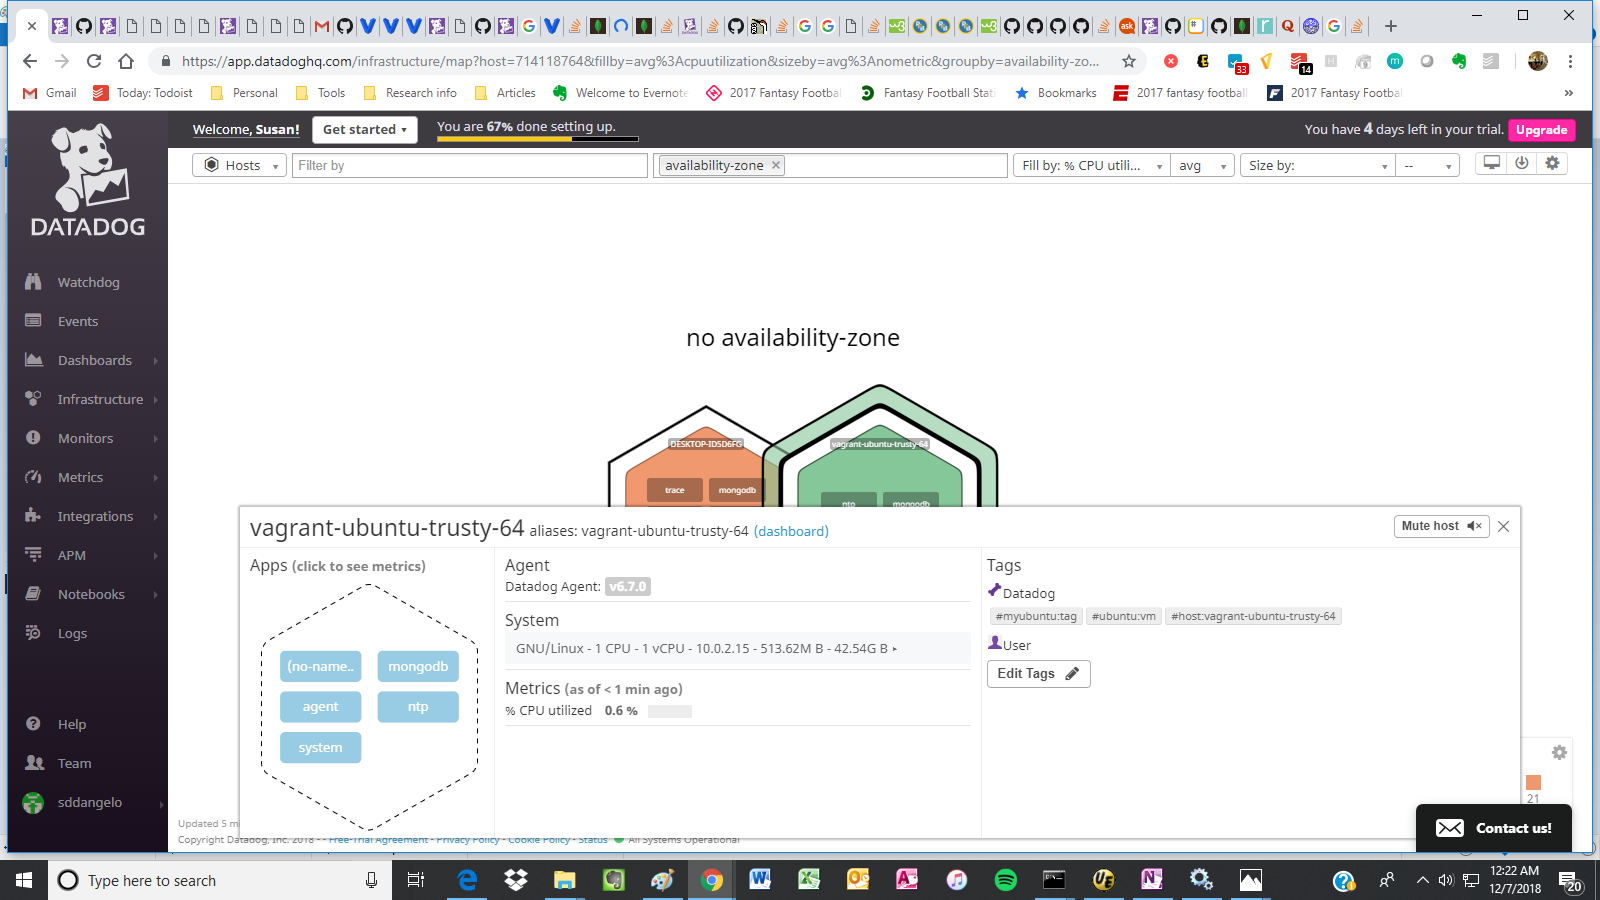 https://app.datadoghq.com/infrastructure/map?host=714118764&fillby=avg%3Acpuutilization&sizeby=avg%3Anometric&groupby=availability-zo...
33
14
Gmail
Today: Todoist
Personal
Tools
Research info
Articles
Welcome to Evernote
2017 Fantasy Footbal
Fantasy Football Stati
Bookmarks
2017 fantasy football
2017 Fantasy Footbal
»
DATADOG
Welcome, Susan!
Get started
You are 67% done setting up.
You have 4 days left in your trial.
Upgrade
Hosts
Filter by
availability-zone ×
Fill by: % CPU utili...
avg
Size by:
--
Watchdog
Events
Dashboards
Infrastructure
Monitors
Metrics
Integrations
APM
Notebooks
Logs
Help
Team
sddangelo
no availability-zone
DESKTOP-ID5D6FG
vagrant-ubuntu-trusty-64
trace
mongodb
ntp
mongodb
vagrant-ubuntu-trusty-64 aliases: vagrant-ubuntu-trusty-64 (dashboard)
Mute host
Apps (click to see metrics)
(no-name..
mongodb
agent
ntp
system
Agent
Datadog Agent: v6.7.0
System
GNU/Linux - 1 CPU - 1 vCPU - 10.0.2.15 - 513.62M B - 42.54G B
Metrics (as of < 1 min ago)
% CPU utilized 0.6 %
Tags
Datadog
#myubuntu:tag
#ubuntu:vm
#host:vagrant-ubuntu-trusty-64
User
Edit Tags
21
Updated 5 mi
Copyright Datadog, Inc. 2018 - - Free-Trial Agreement - Privacy Policy - Cookie Policy - Status All Systems Operational
Contact us!
Type here to search
12:22 AM
12/7/2018
20